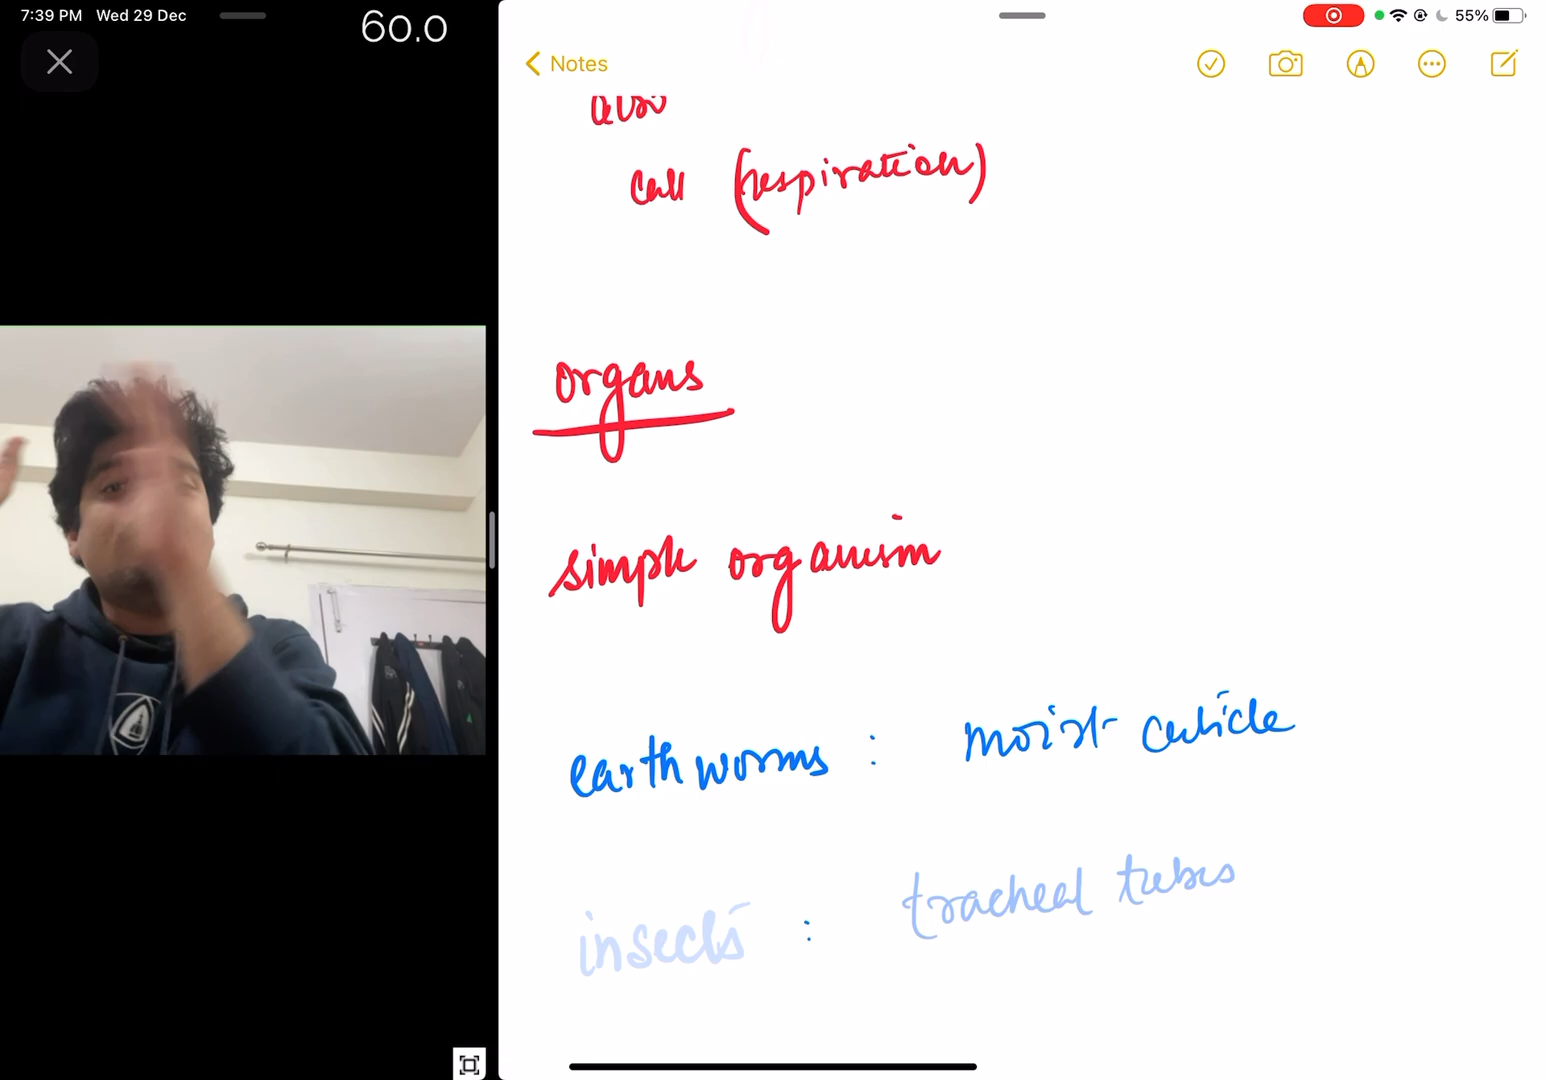 7:39 PM Wed 29 Dec
60.0
55%
Notes
also
call (respiration)
organs
simple organism
earthworms : moist cuticle
insects : tracheal tubes